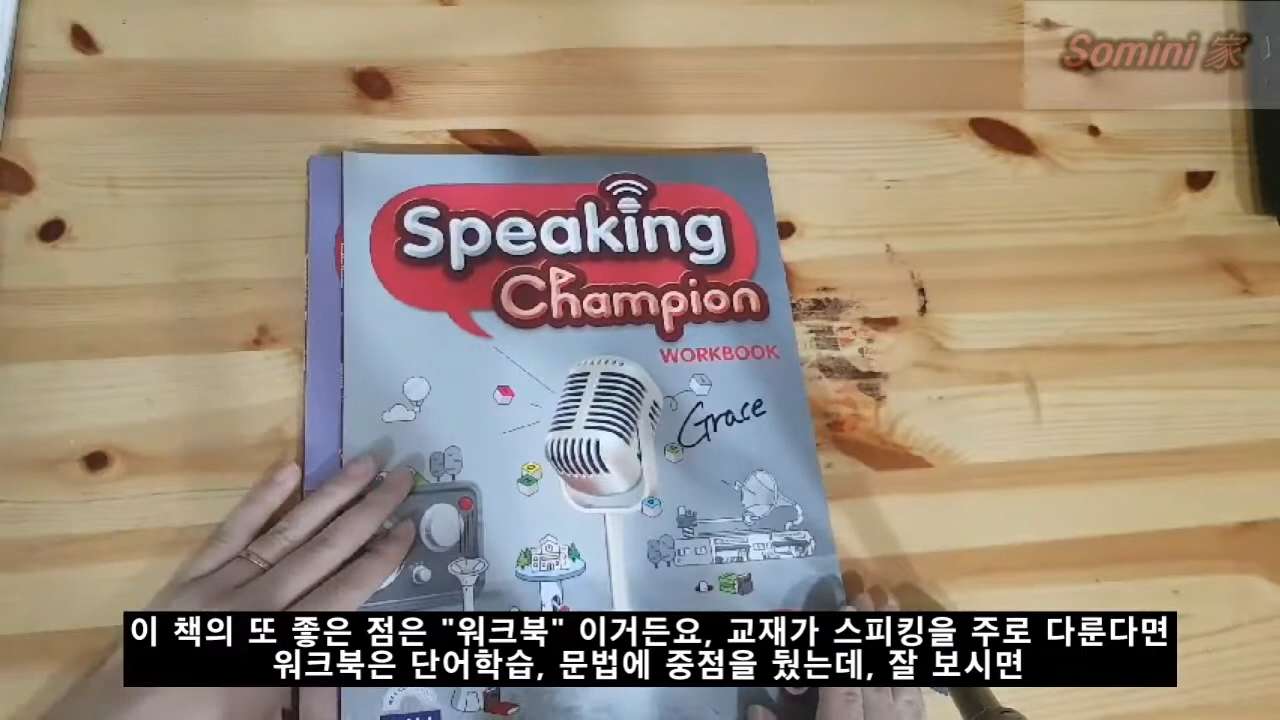 Somini 家
Speaking
Champion
WORKBOOK
Grace
이 책의 또 좋은 점은 "워크북" 이거든요, 교재가 스피킹을 주로 다룬다면
워크북은 단어학습, 문법에 중점을 뒀는데, 잘 보시면